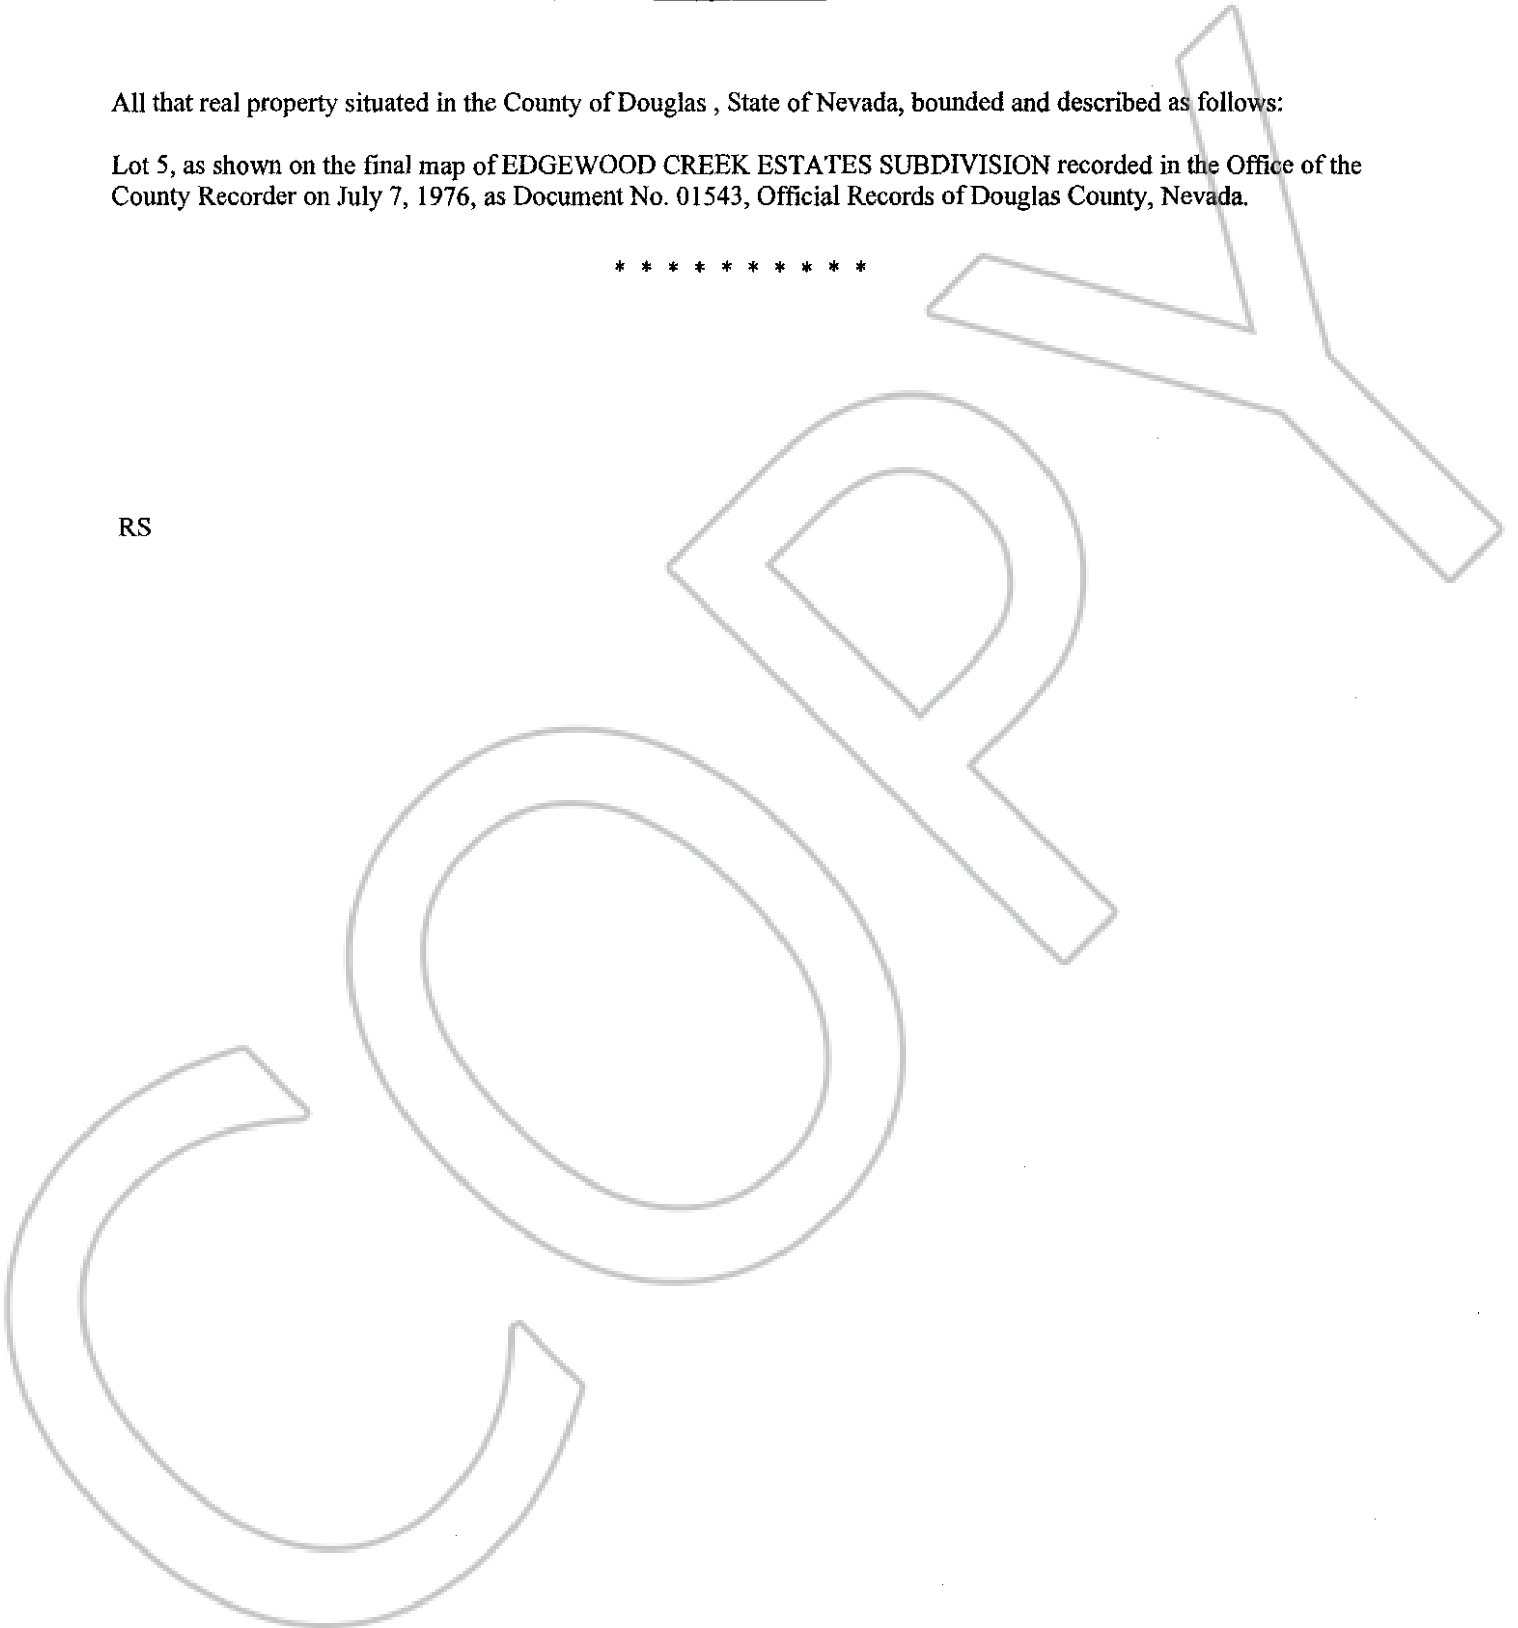 All that real property situated in the County of Douglas , State of Nevada, bounded and described as follows:
Lot 5, as shown on the final map of EDGEWOOD CREEK ESTATES SUBDIVISION recorded in the Office of the
County Recorder on July 7, 1976, as Document No. 01543, Official Records of Douglas County, Nevada.
* * * * * * * * * *
RS
COPY